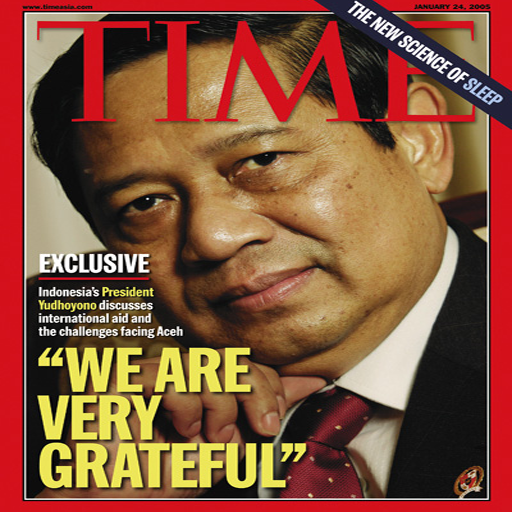 www.timeasia.com
JANUARY 24, 2005
TIME
THE NEW SCIENCE OF SLEEP
EXCLUSIVE
Indonesia's President
Yudhoyono discusses
international aid and
the challenges facing Aceh
“WE ARE
VERY
GRATEFUL”